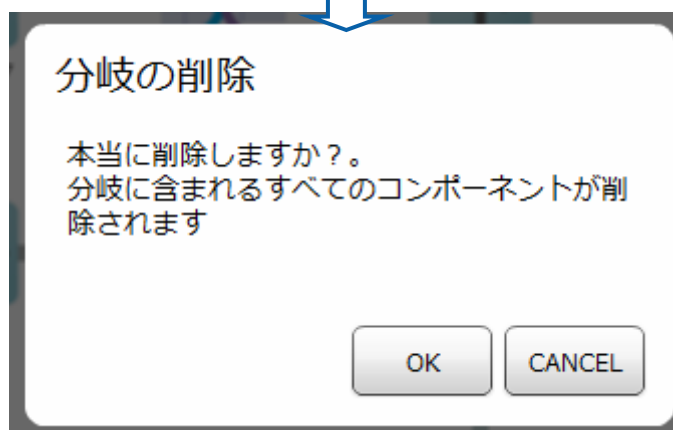 分岐の削除
本当に削除しますか？。
分岐に含まれるすべてのコンポーネントが削
除されます
OK
CANCEL